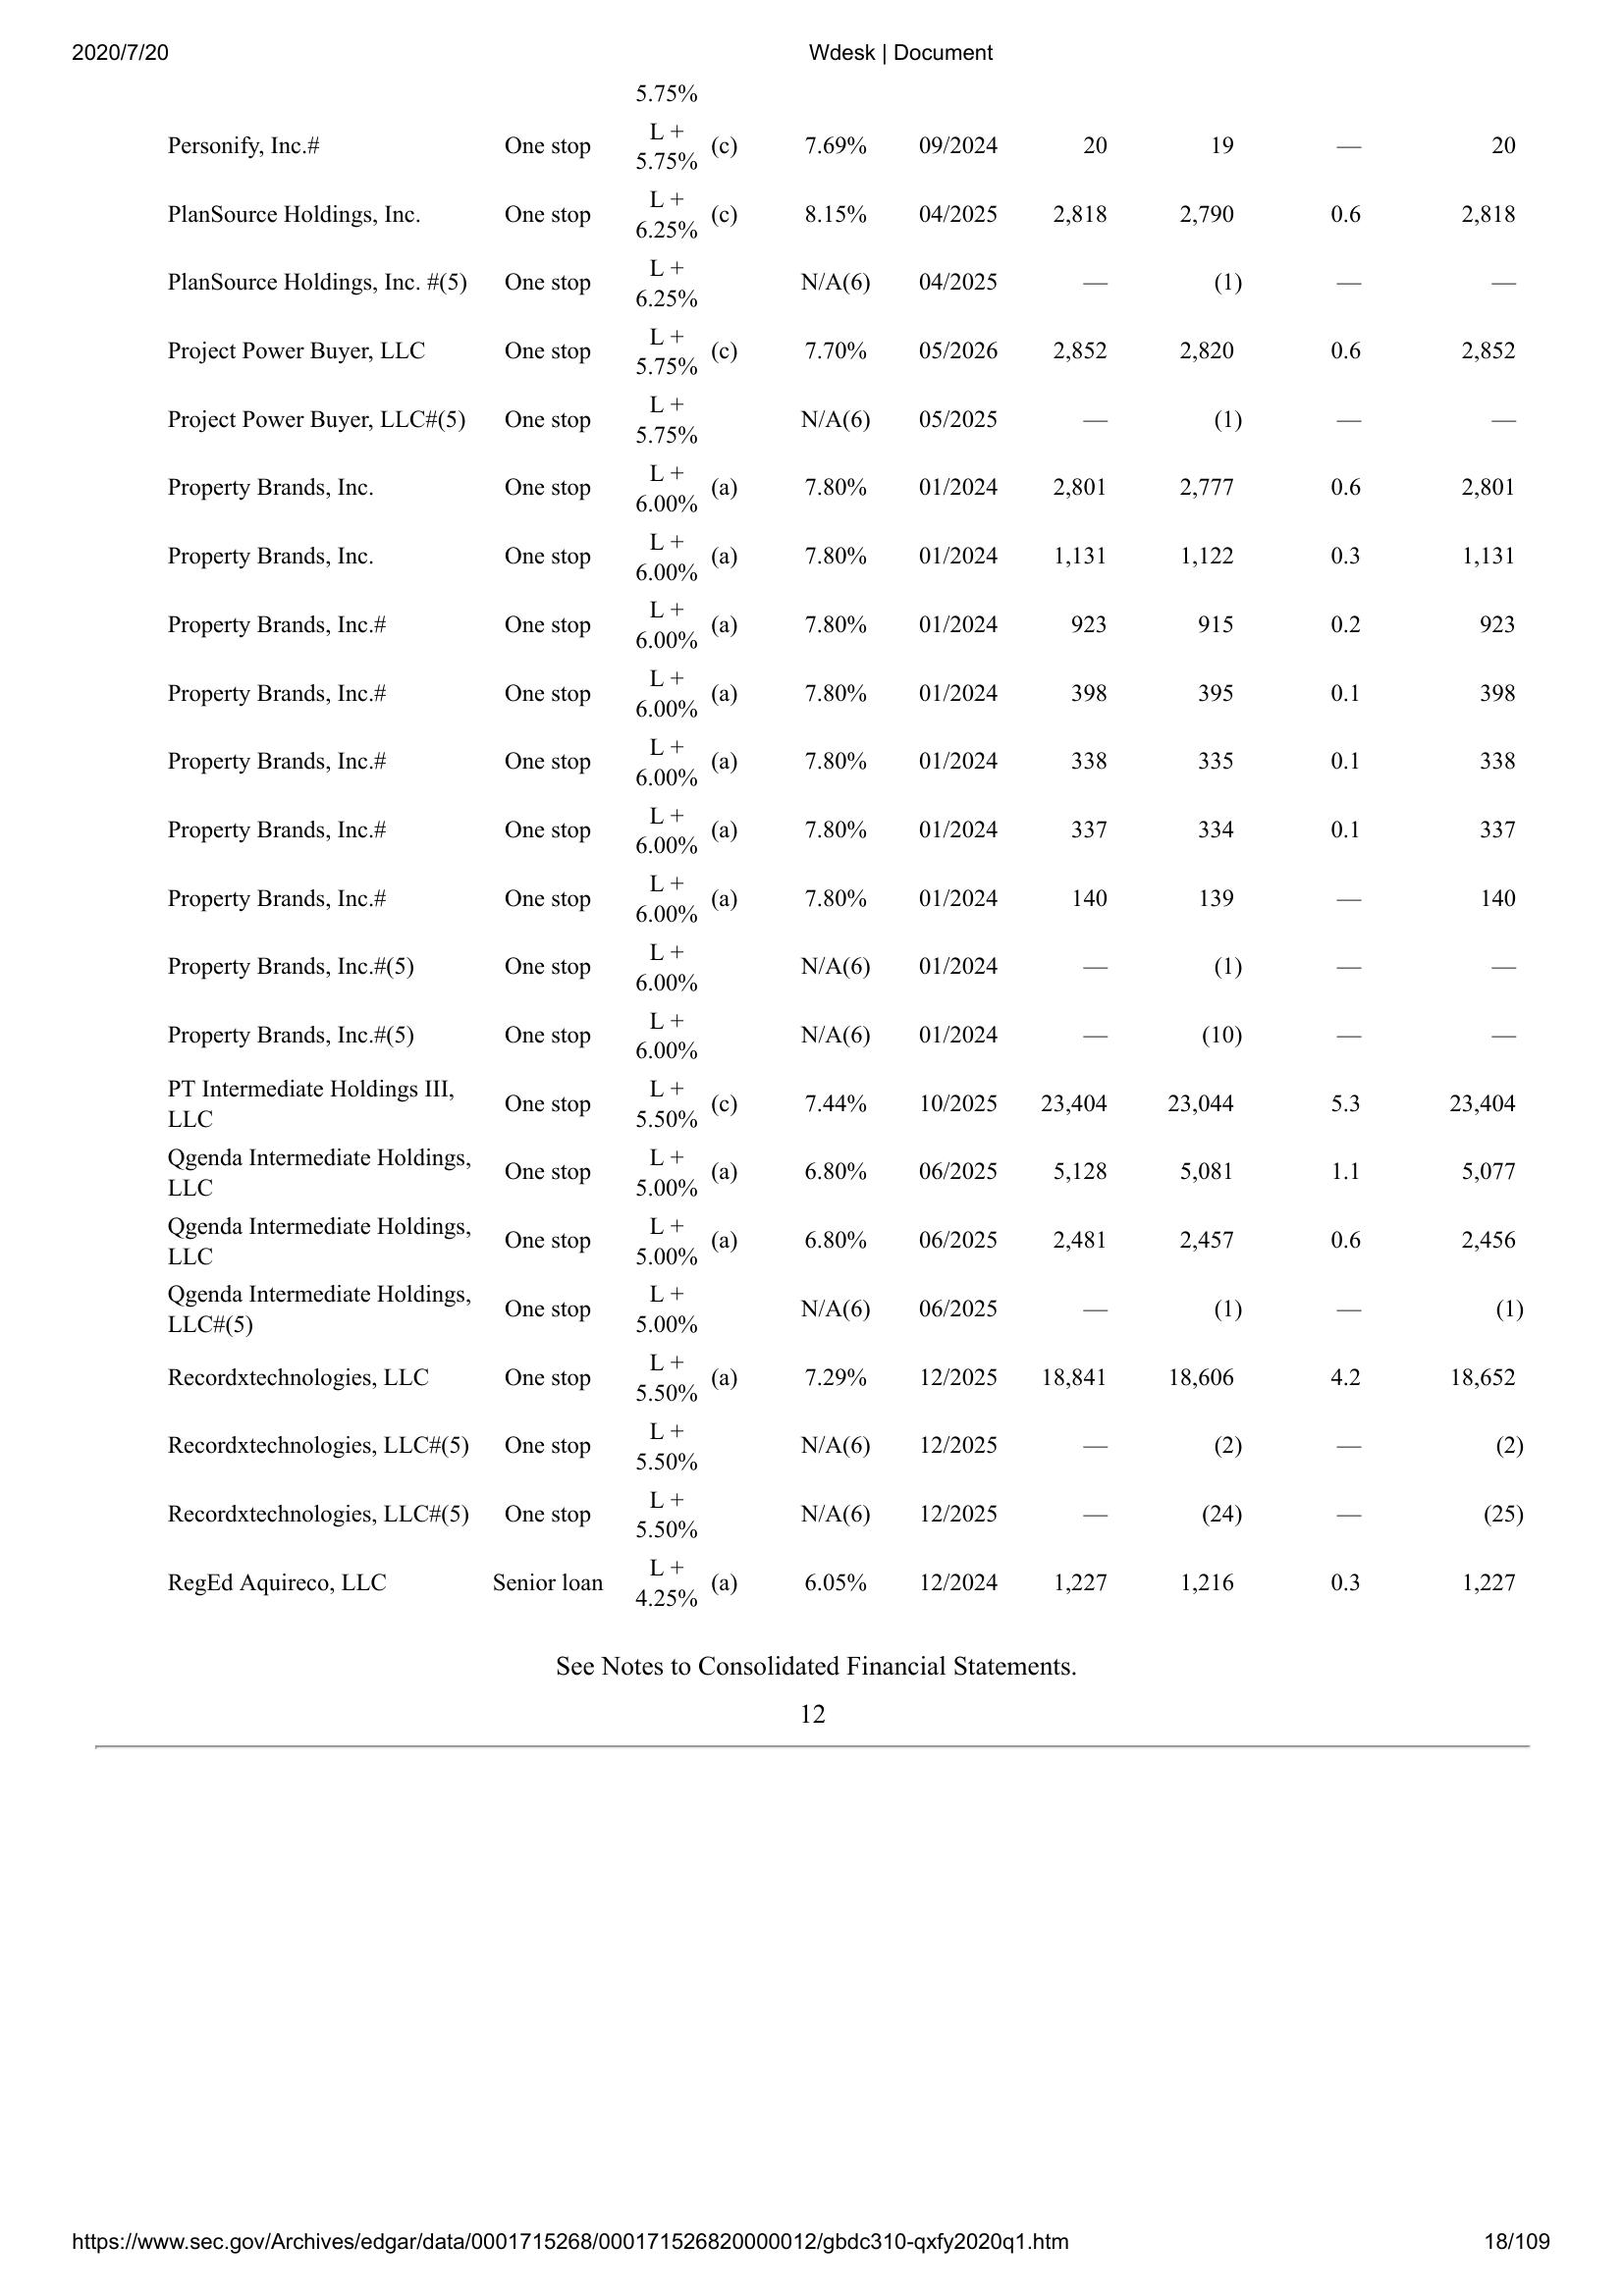 2020/7/20 Wdesk | Document
5.75%
Personify, Inc.# One stop L + 5.75% (c) 7.69% 09/2024 20 19 — 20
PlanSource Holdings, Inc. One stop L + 6.25% (c) 8.15% 04/2025 2,818 2,790 0.6 2,818
PlanSource Holdings, Inc. #(5) One stop L + 6.25% N/A(6) 04/2025 — (1) — —
Project Power Buyer, LLC One stop L + 5.75% (c) 7.70% 05/2026 2,852 2,820 0.6 2,852
Project Power Buyer, LLC#(5) One stop L + 5.75% N/A(6) 05/2025 — (1) — —
Property Brands, Inc. One stop L + 6.00% (a) 7.80% 01/2024 2,801 2,777 0.6 2,801
Property Brands, Inc. One stop L + 6.00% (a) 7.80% 01/2024 1,131 1,122 0.3 1,131
Property Brands, Inc.# One stop L + 6.00% (a) 7.80% 01/2024 923 915 0.2 923
Property Brands, Inc.# One stop L + 6.00% (a) 7.80% 01/2024 398 395 0.1 398
Property Brands, Inc.# One stop L + 6.00% (a) 7.80% 01/2024 338 335 0.1 338
Property Brands, Inc.# One stop L + 6.00% (a) 7.80% 01/2024 337 334 0.1 337
Property Brands, Inc.# One stop L + 6.00% (a) 7.80% 01/2024 140 139 — 140
Property Brands, Inc.#(5) One stop L + 6.00% N/A(6) 01/2024 — (1) — —
Property Brands, Inc.#(5) One stop L + 6.00% N/A(6) 01/2024 — (10) — —
PT Intermediate Holdings III, LLC One stop L + 5.50% (c) 7.44% 10/2025 23,404 23,044 5.3 23,404
Qgenda Intermediate Holdings, LLC One stop L + 5.00% (a) 6.80% 06/2025 5,128 5,081 1.1 5,077
Qgenda Intermediate Holdings, LLC One stop L + 5.00% (a) 6.80% 06/2025 2,481 2,457 0.6 2,456
Qgenda Intermediate Holdings, LLC#(5) One stop L + 5.00% N/A(6) 06/2025 — (1) — (1)
Recordxtechnologies, LLC One stop L + 5.50% (a) 7.29% 12/2025 18,841 18,606 4.2 18,652
Recordxtechnologies, LLC#(5) One stop L + 5.50% N/A(6) 12/2025 — (2) — (2)
Recordxtechnologies, LLC#(5) One stop L + 5.50% N/A(6) 12/2025 — (24) — (25)
RegEd Aquireco, LLC Senior loan L + 4.25% (a) 6.05% 12/2024 1,227 1,216 0.3 1,227
See Notes to Consolidated Financial Statements.
12
https://www.sec.gov/Archives/edgar/data/0001715268/000171526820000012/gbdc310-qxfy2020q1.htm 18/109